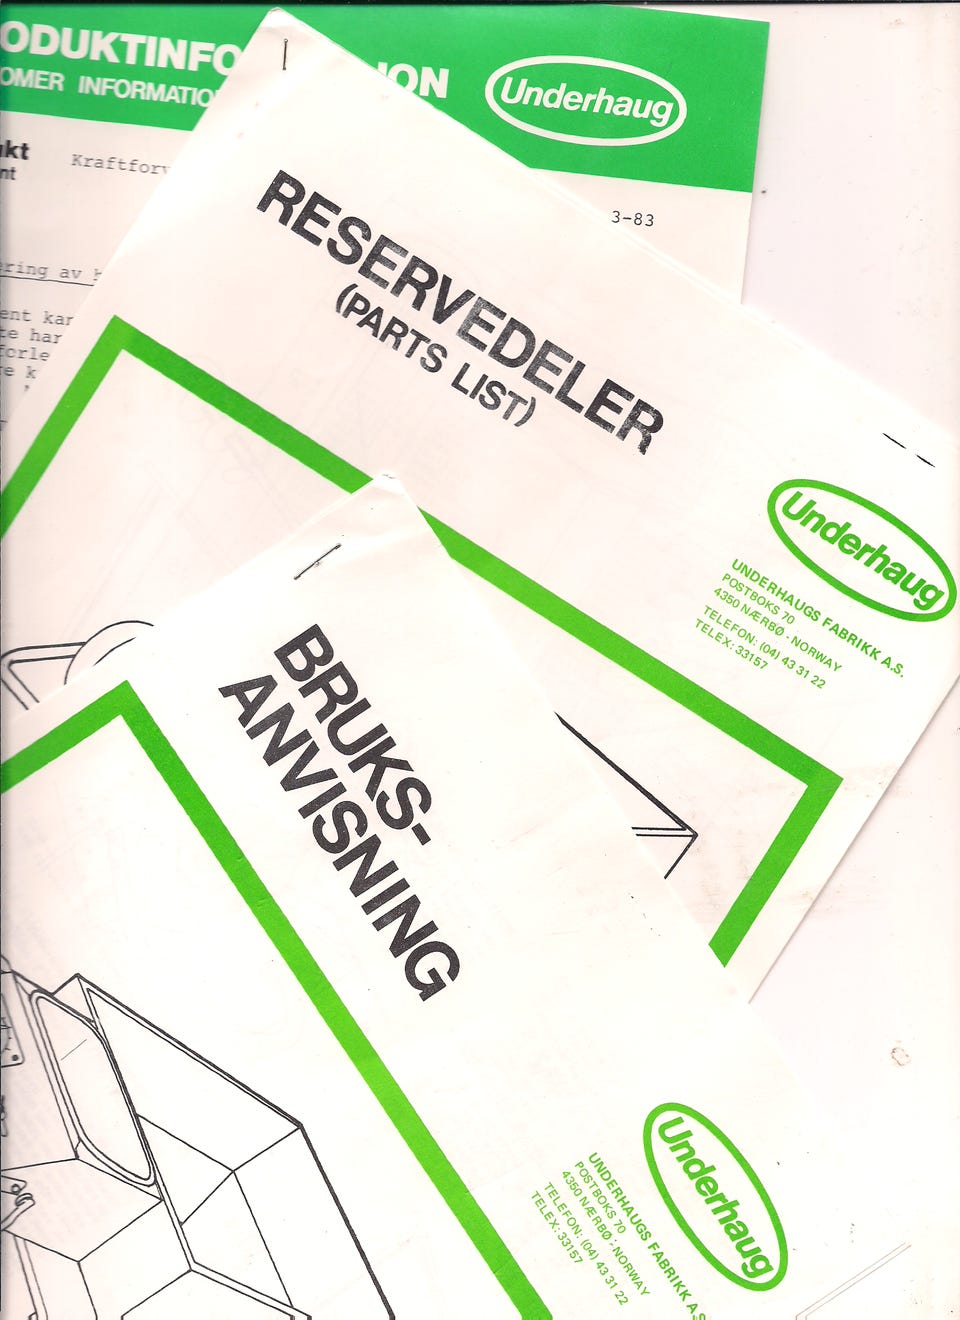 ODUKTINFO
ION
OMER INFORMATIO
Underhaug
kt
nt
Kraftforv
3-83
ring av
ent kan
te har
forle
e k
RESERVEDELER
(PARTS LIST)
Underhaug
UNDERHAUGS FABRIKK A.S.
POSTBOKS 70
4350 NÆRBØ - NORWAY
TELEFON: (04) 43 31 22
TELEX: 33157
BRUKS-
ANVISNING
Underhaug
UNDERHAUGS FABRIKK A.S
POSTBOKS 70
4350 NÆRBØ - NORWAY
TELEFON: (04) 43 31 22
TELEX: 33157